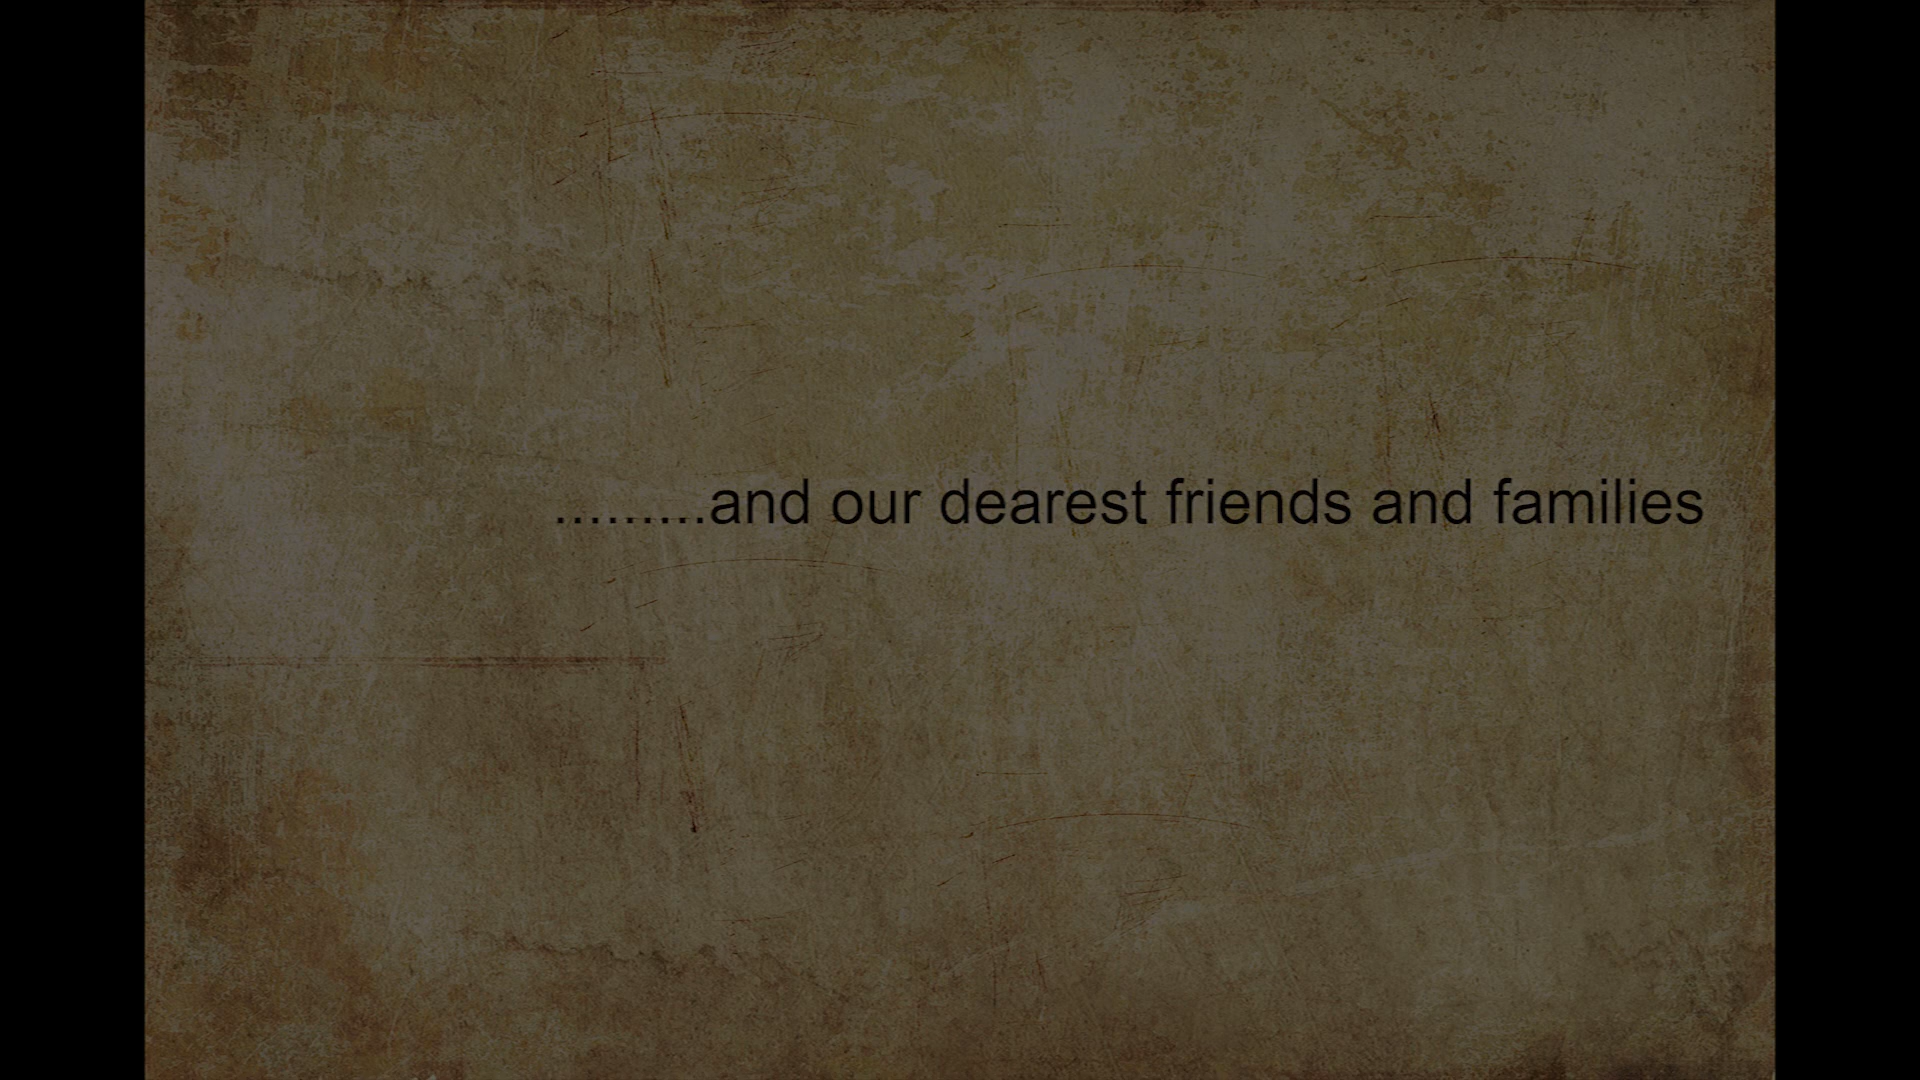 .........and our dearest friends and families